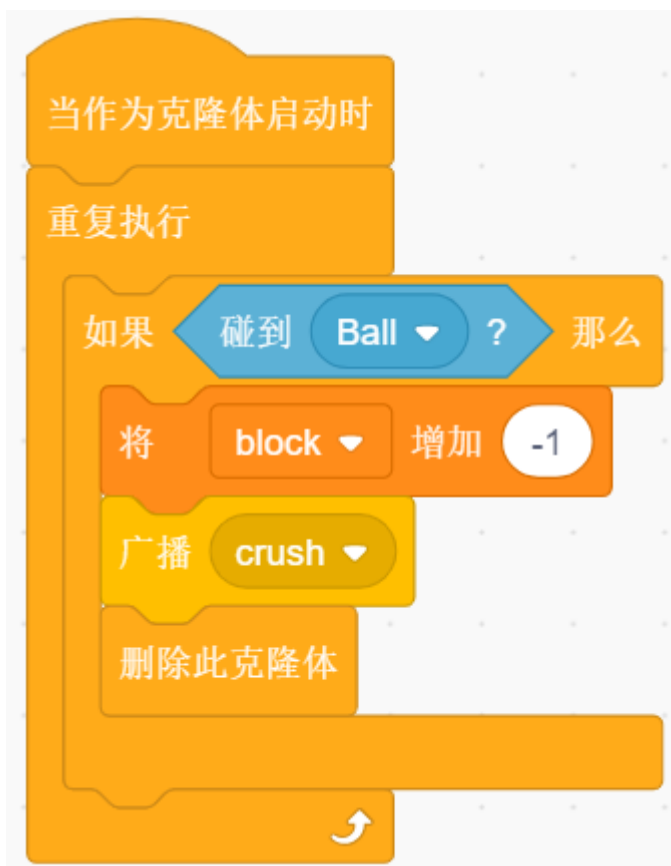 当作为克隆体启动时
重复执行
如果 碰到 Ball ? 那么
将 block 增加 -1
广播 crush
删除此克隆体